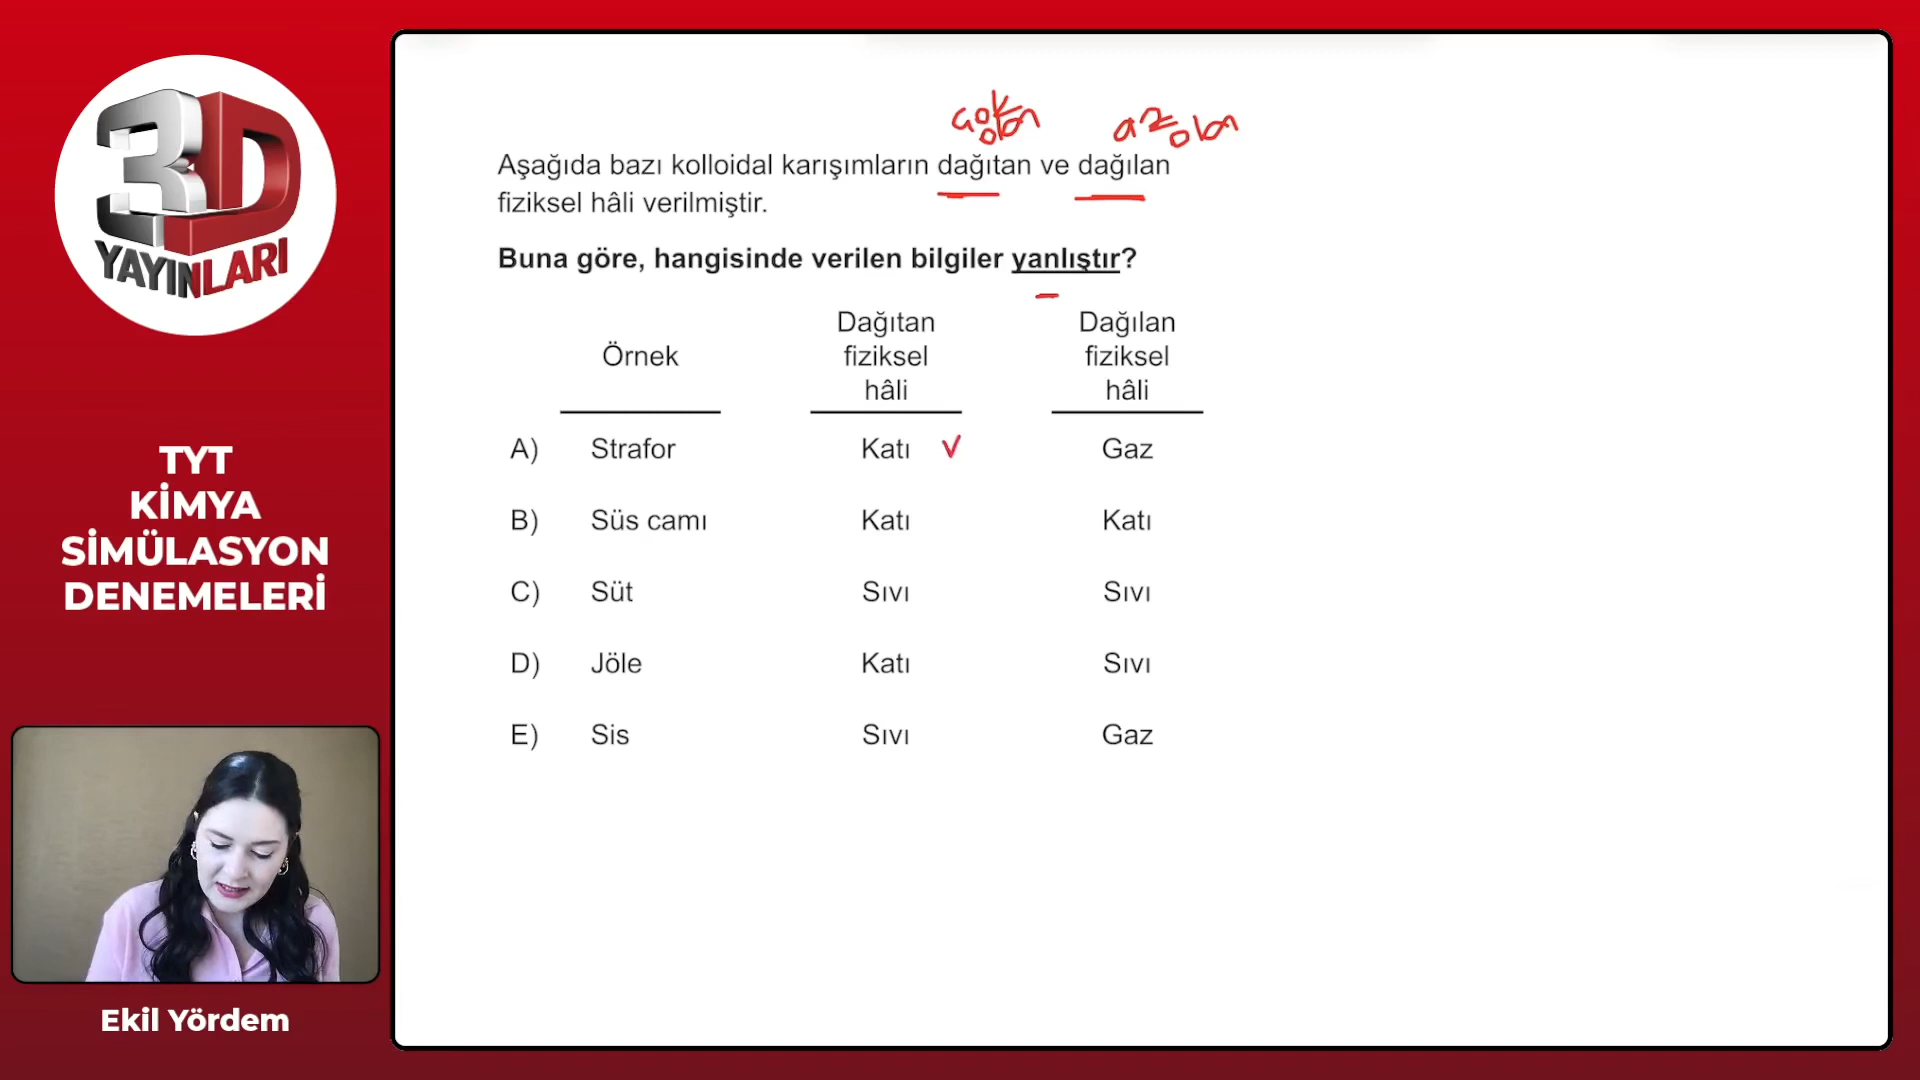 3D
YAYINLARI
TYT
KİMYA
SİMÜLASYON
DENEMELERİ
Ekil Yördem
çok olan
az olan
Aşağıda bazı kolloidal karışımların dağıtan ve dağılan
fiziksel hâli verilmiştir.
Buna göre, hangisinde verilen bilgiler yanlıştır?
Örnek Dağıtan fiziksel hâli Dağılan fiziksel hâli
A) Strafor Katı √ Gaz
B) Süs camı Katı Katı
C) Süt Sıvı Sıvı
D) Jöle Katı Sıvı
E) Sis Sıvı Gaz